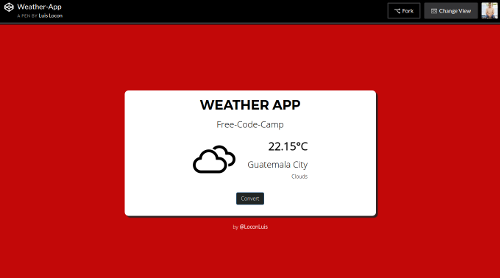 Weather-App
A PEN BY Luis Locon
Fork
Change View
WEATHER APP
Free-Code-Camp
22.15°C
Guatemala City
Clouds
Convert
by @LoconLuis